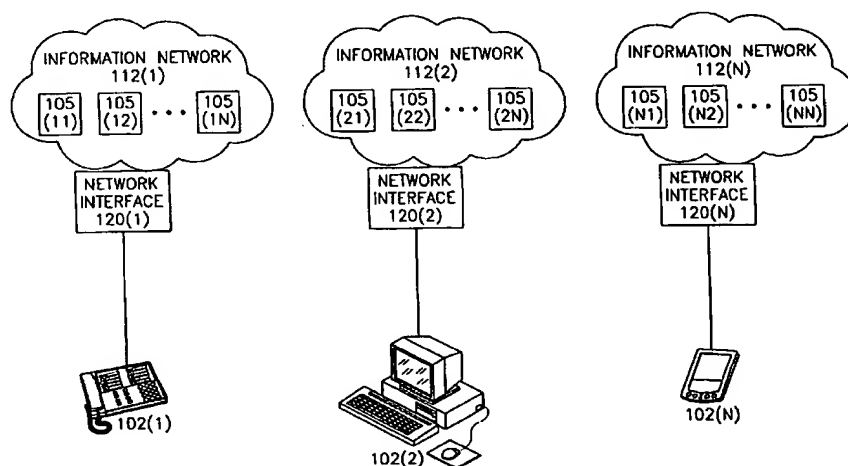 INFORMATION NETWORK
112(1)
105
(11)
105
(12)
• • •
105
(1N)
NETWORK
INTERFACE
120(1)
102(1)
INFORMATION NETWORK
112(2)
105
(21)
105
(22)
• • •
105
(2N)
NETWORK
INTERFACE
120(2)
102(2)
INFORMATION NETWORK
112(N)
105
(N1)
105
(N2)
• • •
105
(NN)
NETWORK
INTERFACE
120(N)
102(N)